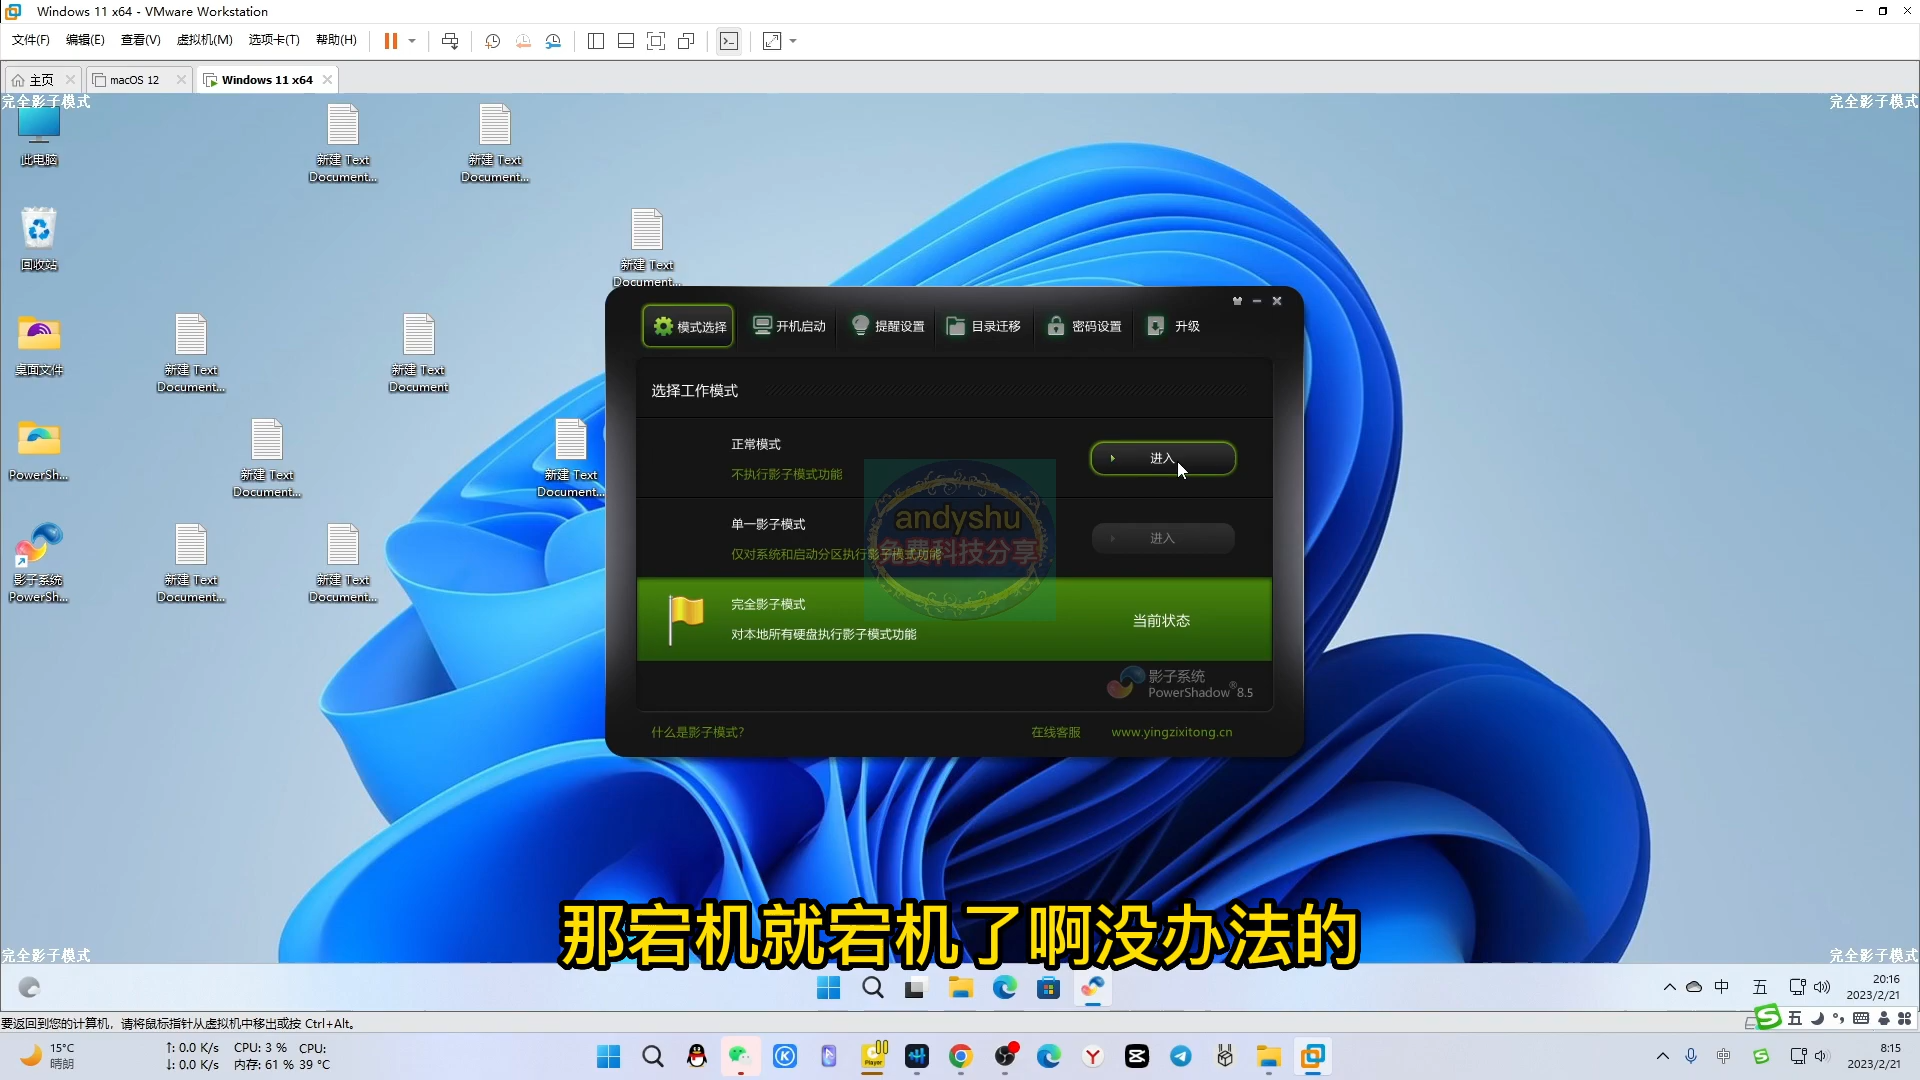 Windows 11 x64 - VMware Workstation
文件(F) 编辑(E) 查看(V) 虚拟机(M) 选项卡(T) 帮助(H)
主页 macOS 12 Windows 11 x64
完全影子模式 完全影子模式
此电脑
新建 Text Document...
新建 Text Document...
回收站
新建 Text Document...
桌面文件
新建 Text Document...
新建 Text Document
PowerSh...
新建 Text Document...
新建 Text Document...
影子系统 PowerSh...
新建 Text Document...
新建 Text Document...
模式选择 开机启动 提醒设置 目录迁移 密码设置 升级
选择工作模式
正常模式
不执行影子模式功能
进入
单一影子模式
仅对系统和启动分区执行影子模式功能
进入
andyshu
免费科技分享
完全影子模式
对本地所有硬盘执行影子模式功能
当前状态
影子系统
PowerShadow® 8.5
什么是影子模式? 在线客服 www.yingzixitong.cn
那宕机就宕机了啊没办法的
完全影子模式 完全影子模式
中 五 20:16
2023/2/21
要返回到您的计算机，请将鼠标指针从虚拟机中移出或按 Ctrl+Alt。
五
15°C
晴朗
↑: 0.0 K/s CPU: 3 % CPU:
↓: 0.0 K/s 内存: 61 % 39 °C
Player
中
8:15
2023/2/21